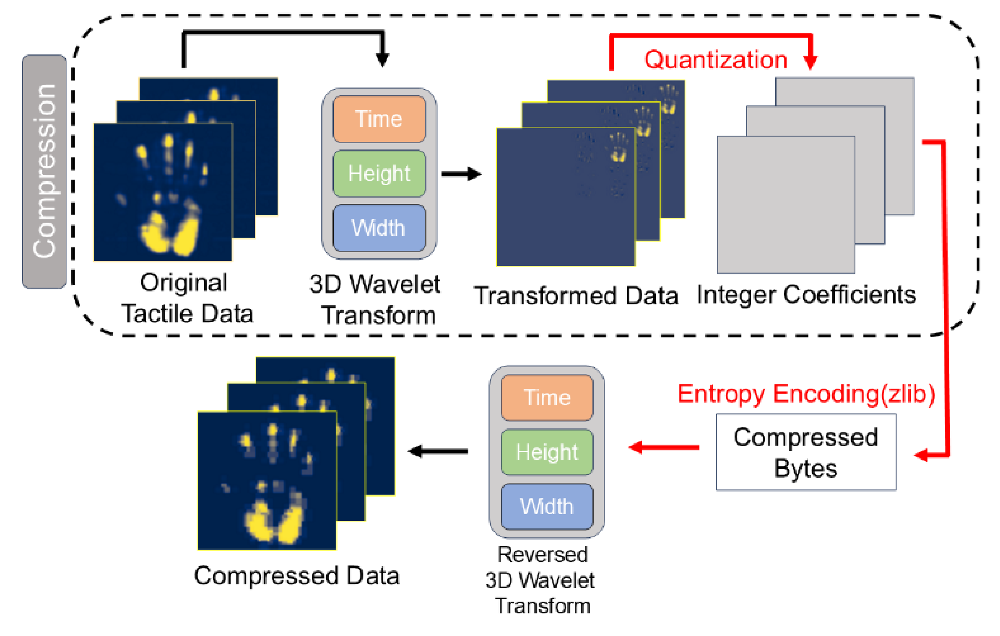 Compression
Quantization
Time
Height
Width
Original
Tactile Data
3D Wavelet
Transform
Transformed Data
Integer Coefficients
Entropy Encoding(zlib)
Compressed
Bytes
Time
Height
Width
Reversed
3D Wavelet
Transform
Compressed Data